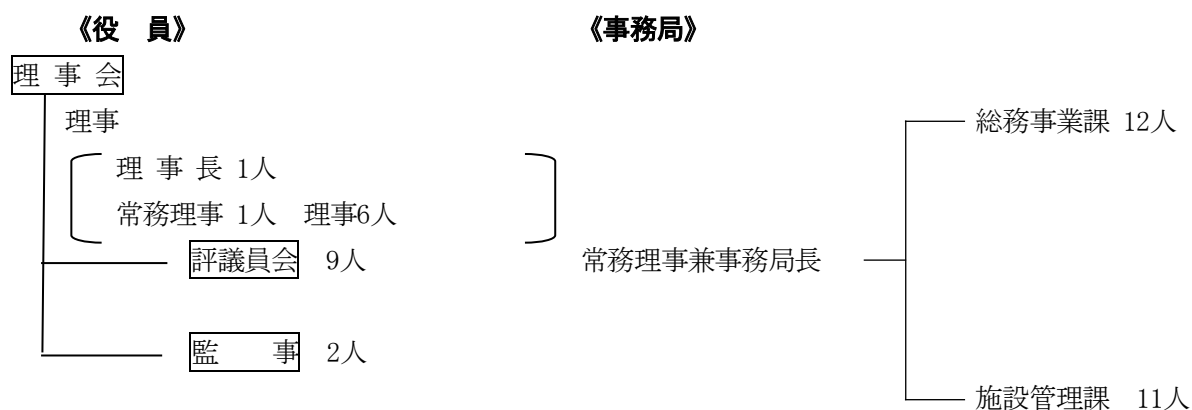 《役　員》
《事務局》
理 事 会
理事
理 事 長 1人
常務理事 1人　理事6人
評議員会　9人
監　　事　2人
常務理事兼事務局長
総務事業課 12人
施設管理課　11人